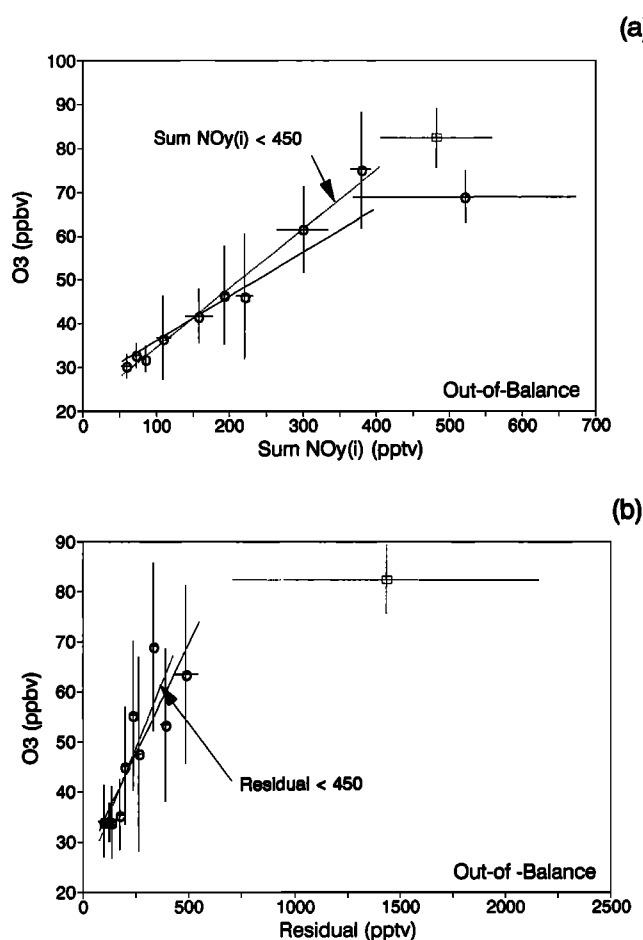 (a)
100
90
80
70
60
50
40
30
20
O3 (ppbv)
Sum NOy(i) < 450
Out-of-Balance
0 100 200 300 400 500 600 700
Sum NOy(i) (pptv)
(b)
90
80
70
60
50
40
30
20
O3 (ppbv)
Residual < 450
Out-of -Balance
0 500 1000 1500 2000 2500
Residual (pptv)